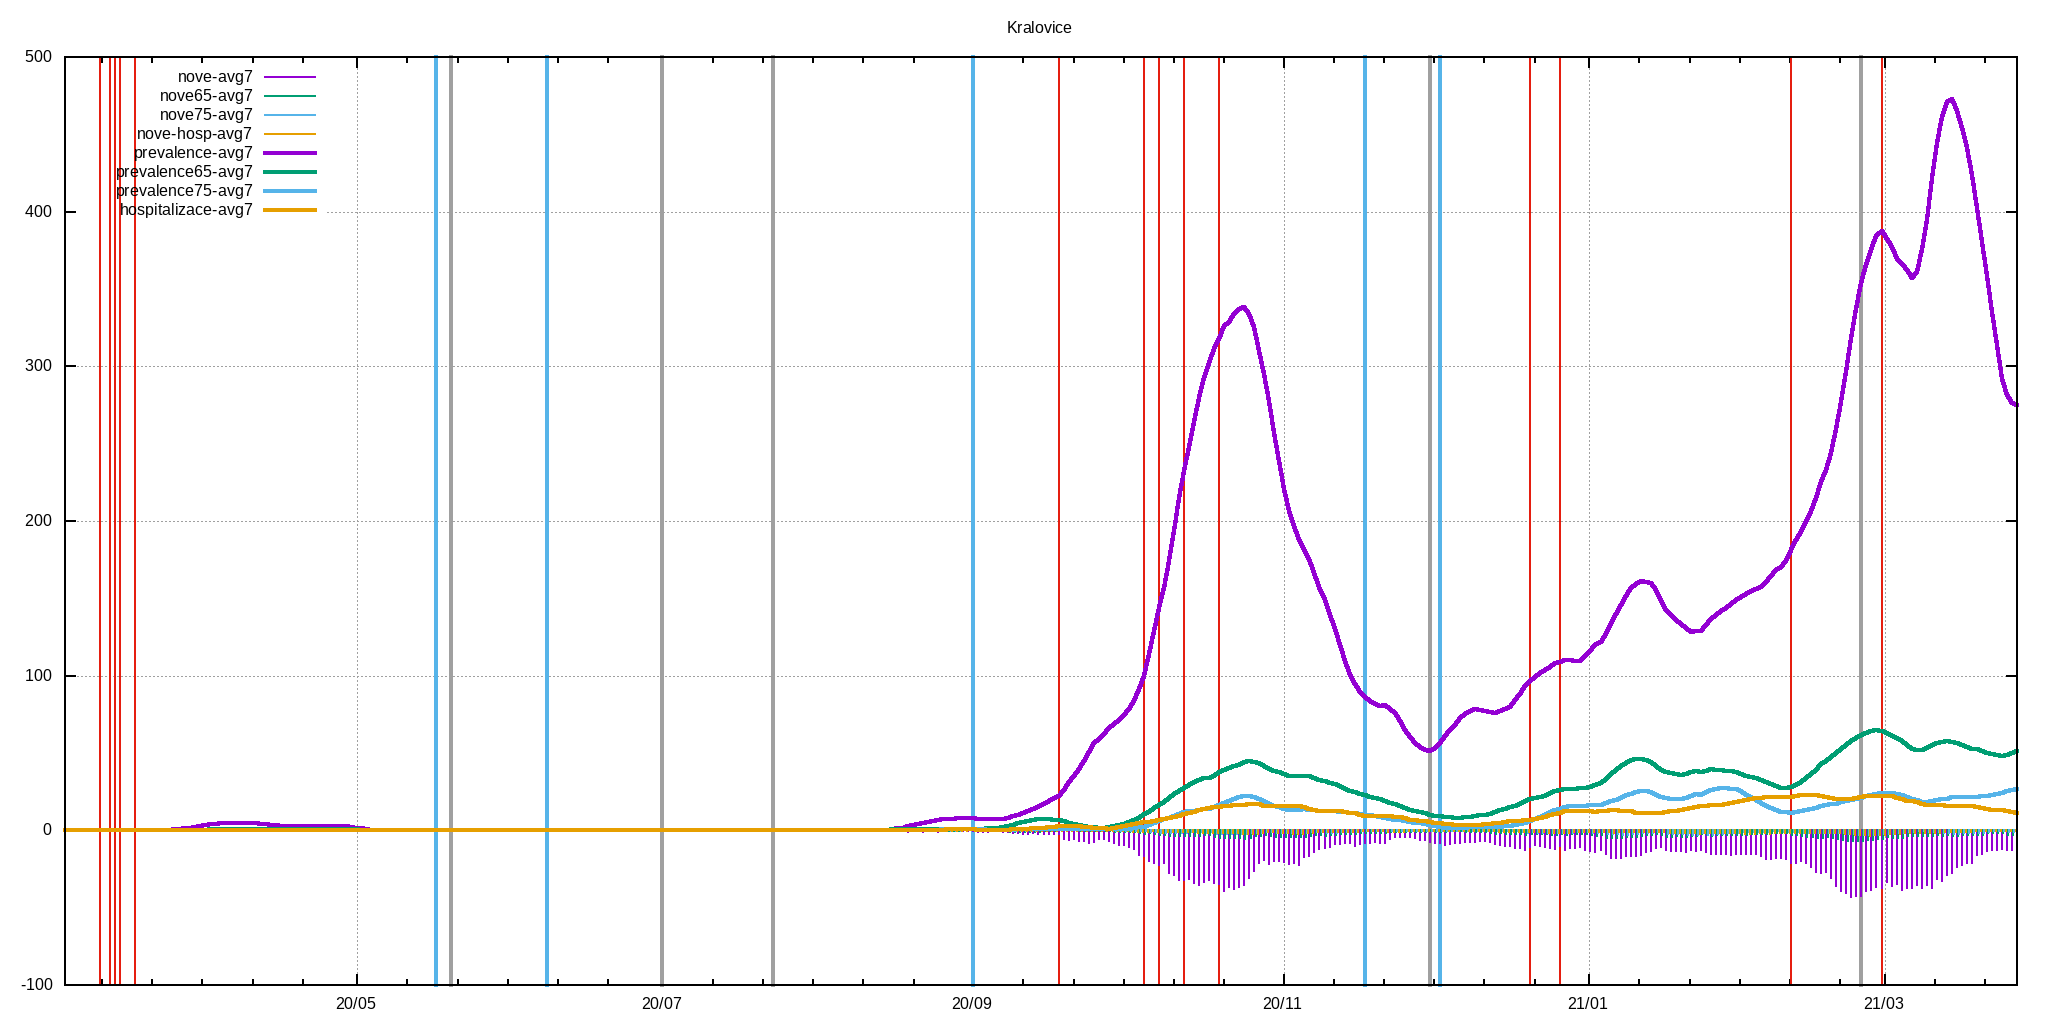 Kralovice
500
nove-avg7
nove65-avg7
nove75-avg7
nove-hosp-avg7
prevalence-avg7
prevalence65-avg7
prevalence75-avg7
hospitalizace-avg7
400
300
200
100
0
-100
20/05 20/07 20/09 20/11 21/01 21/03